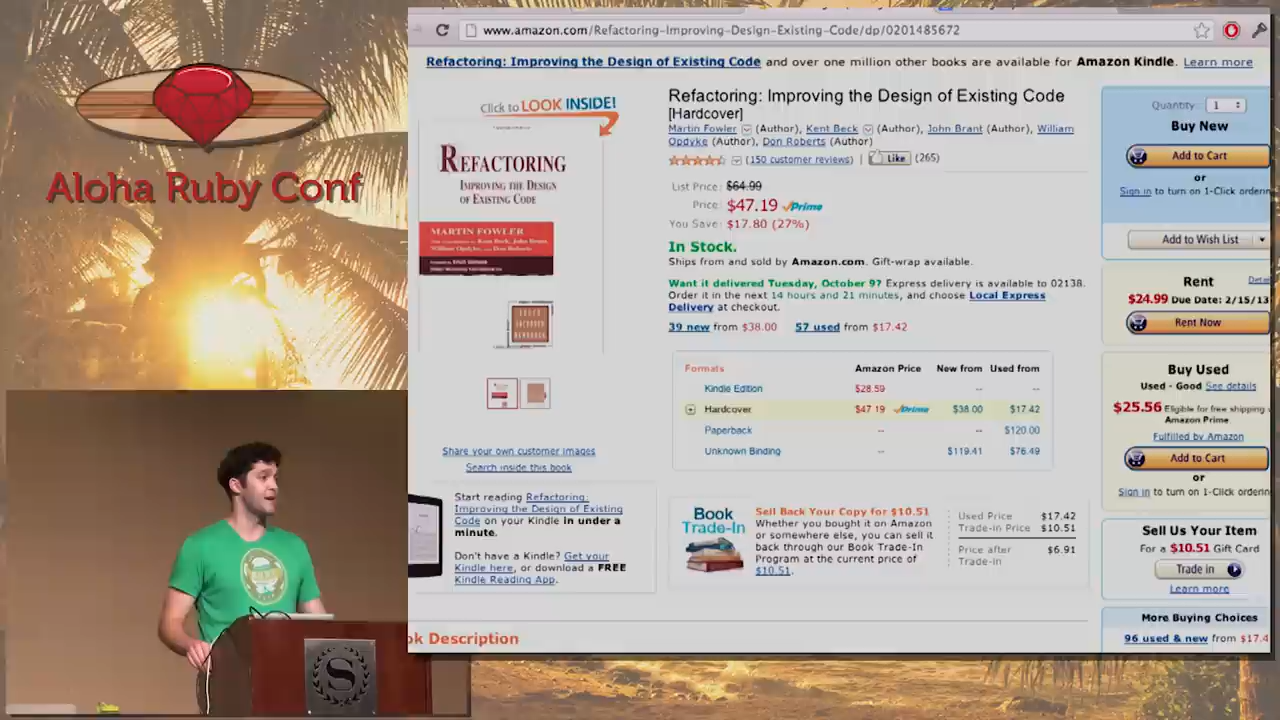 www.amazon.com/Refactoring-Improving-Design-Existing-Code/dp/0201485672
Refactoring: Improving the Design of Existing Code and over one million other books are available for Amazon Kindle. Learn more
Aloha Ruby Conf
Click to LOOK INSIDE!
REFACTORING
IMPROVING THE DESIGN
OF EXISTING CODE
MARTIN FOWLER
Refactoring: Improving the Design of Existing Code
[Hardcover]
Martin Fowler (Author), Kent Beck (Author), John Brant (Author), William
Opdyke (Author), Don Roberts (Author)
(150 customer reviews) | Like (265)
List Price: $64.99
Price: $47.19 Prime
You Save: $17.80 (27%)
In Stock.
Ships from and sold by Amazon.com. Gift-wrap available.
Want it delivered Tuesday, October 9? Express delivery is available to 02138.
Order it in the next 14 hours and 21 minutes, and choose Local Express
Delivery at checkout.
39 new from $38.00 57 used from $17.42
Formats Amazon Price New from Used from
Kindle Edition $28.59 -- --
Hardcover $47.19 Prime $38.00 $17.42
Paperback -- -- $120.00
Unknown Binding -- $119.41 $76.49
Share your own customer images
Search inside this book
Start reading Refactoring:
Improving the Design of Existing
Code on your Kindle in under a
minute.
Don't have a Kindle? Get your
Kindle here, or download a FREE
Kindle Reading App.
Book
Trade-In
Sell Back Your Copy for $10.51
Whether you bought it on Amazon
or somewhere else, you can sell it
back through our Book Trade-In
Program at the current price of
$10.51.
Used Price $17.42
Trade-in Price $10.51
Price after $6.91
Trade-in
ok Description
Quantity: 1
Buy New
Add to Cart
or
Sign in to turn on 1-Click orderin
Add to Wish List
Rent Detai
$24.99 Due Date: 2/15/13
Rent Now
Buy Used
Used - Good See details
$25.56 Eligible for free shipping
Amazon Prime
Fulfilled by Amazon
Add to Cart
or
Sign in to turn on 1-Click orderin
Sell Us Your Item
For a $10.51 Gift Card
Trade in
Learn more
More Buying Choices
96 used & new from $17.4
S